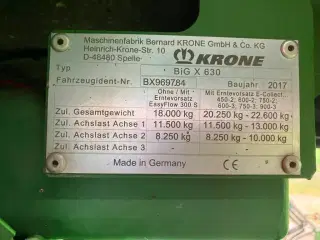 Maschinenfabrik Bernard KRONE GmbH & Co. KG
Heinrich-Krone-Str. 10
D-48480 Spelle
KRONE
Typ BiG X 630
Fahrzeugident-Nr. BX969784 Baujahr 2017
Ohne / Mit Erntevorsatz EasyFlow 300 S
Mit Erntevorsatz E-Collect... 450-2; 600-2; 750-2; 600-3; 750-3; 900-3
Zul. Gesamtgewicht 18.000 kg 20.250 kg - 22.600 kg
Zul. Achslast Achse 1 11.500 kg 11.500 kg - 13.000 kg
Zul. Achslast Achse 2 8.250 kg 8.250 kg - 10.000 kg
Zul. Achslast Achse 3 - -
Made in Germany CE